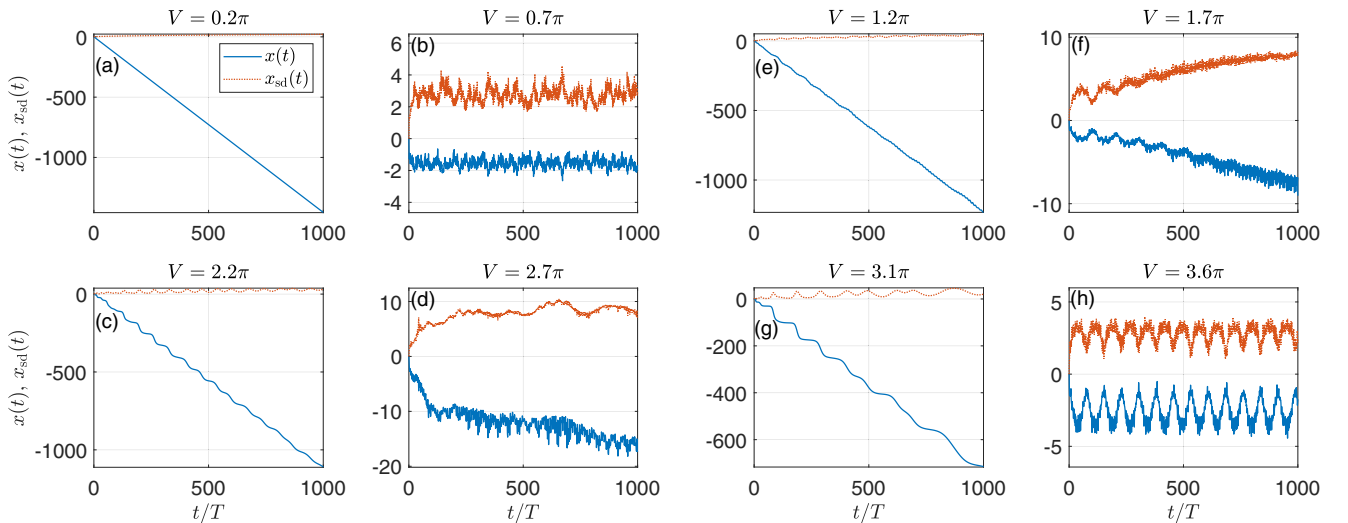 V = 0.2π
V = 0.7π
V = 1.2π
V = 1.7π
x(t), x_sd(t)
0
-500
-1000
(a)
x(t)
x_sd(t)
0
500
1000
6
4
2
0
-2
-4
(b)
0
500
1000
0
-500
-1000
(e)
0
500
1000
10
0
-10
(f)
0
500
1000
V = 2.2π
V = 2.7π
V = 3.1π
V = 3.6π
x(t), x_sd(t)
0
-500
-1000
(c)
0
500
1000
t/T
10
0
-10
-20
(d)
0
500
1000
t/T
0
-200
-400
-600
(g)
0
500
1000
t/T
5
0
-5
(h)
0
500
1000
t/T